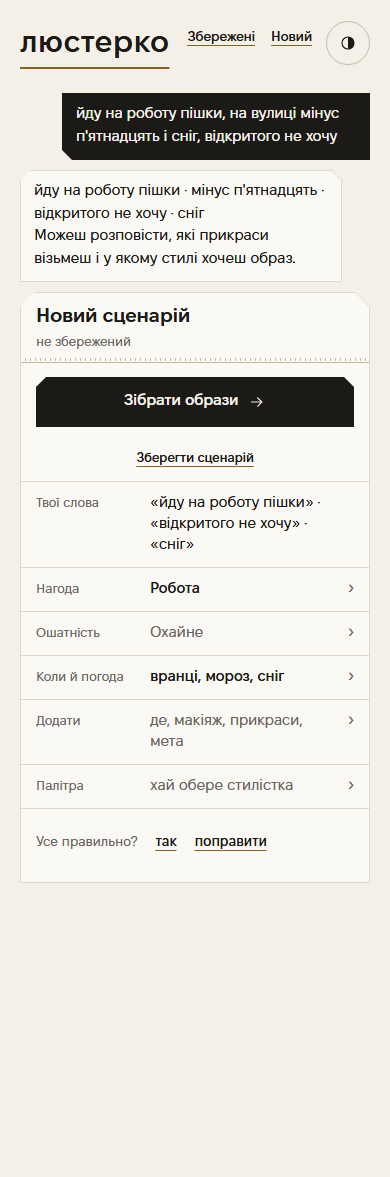 люстерко
Збережені
Новий
йду на роботу пішки, на вулиці мінус
п'ятнадцять і сніг, відкритого не хочу
йду на роботу пішки · мінус п'ятнадцять ·
відкритого не хочу · сніг
Можеш розповісти, які прикраси
візьмеш і у якому стилі хочеш образ.
Новий сценарій
не збережений
Зібрати образи →
Зберегти сценарій
Твої слова
«йду на роботу пішки» ·
«відкритого не хочу» ·
«сніг»
Нагода
Робота
Ошатність
Охайне
Коли й погода
вранці, мороз, сніг
Додати
де, макіяж, прикраси,
мета
Палітра
хай обере стилістка
Усе правильно?
так
поправити